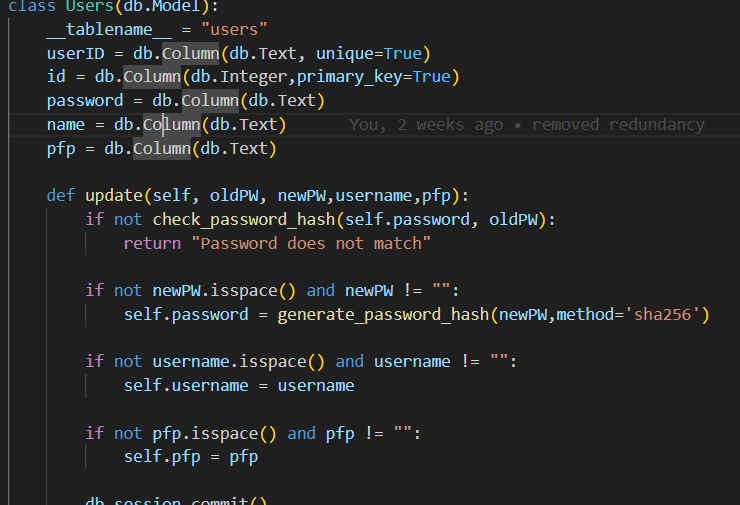 class Users(db.Model):
__tablename__ = "users"
userID = db.Column(db.Text, unique=True)
id = db.Column(db.Integer,primary_key=True)
password = db.Column(db.Text)
name = db.Column(db.Text) You, 2 weeks ago • removed redundancy
pfp = db.Column(db.Text)
def update(self, oldPW, newPW,username,pfp):
if not check_password_hash(self.password, oldPW):
return "Password does not match"
if not newPW.isspace() and newPW != "":
self.password = generate_password_hash(newPW,method='sha256')
if not username.isspace() and username != "":
self.username = username
if not pfp.isspace() and pfp != "":
self.pfp = pfp
db.session.commit()